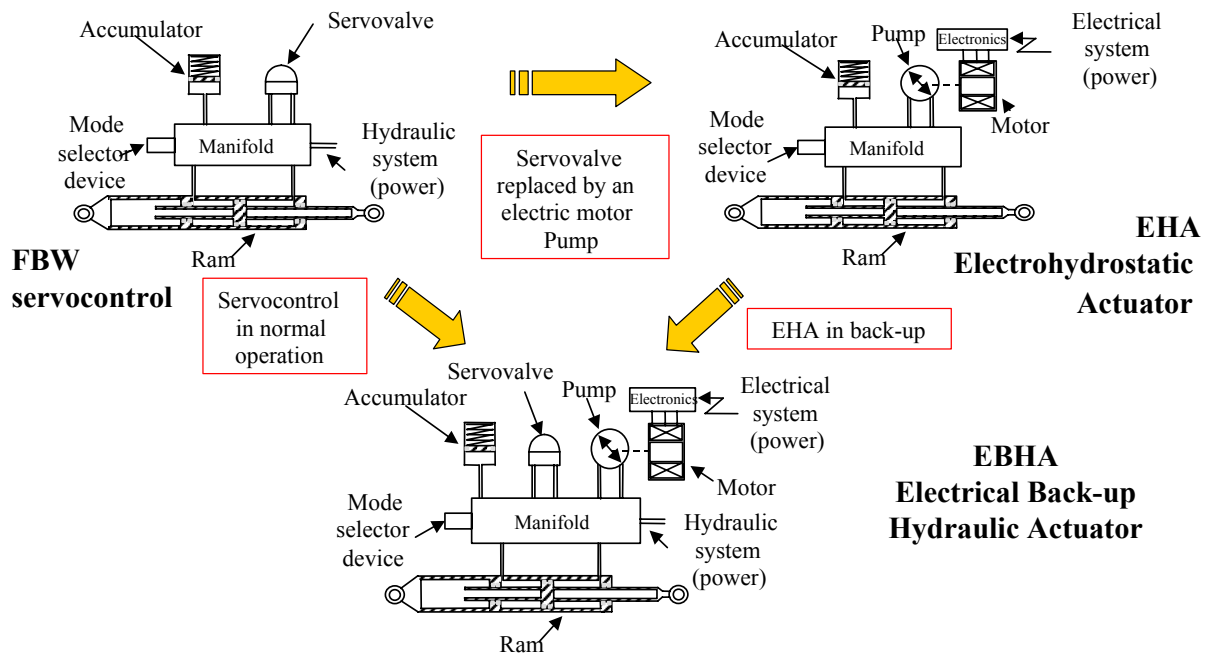 Accumulator
Servovalve
Mode
selector
device
Manifold
Hydraulic
system
(power)
Ram
FBW
servocontrol
Servovalve
replaced by an
electric motor
Pump
Accumulator
Pump
Electronics
Electrical
system
(power)
Motor
Mode
selector
device
Manifold
Ram
EHA
Electrohydrostatic
Actuator
Servocontrol
in normal
operation
EHA in back-up
Accumulator
Servovalve
Pump
Electronics
Electrical
system
(power)
Motor
Mode
selector
device
Manifold
Hydraulic
system
(power)
Ram
EBHA
Electrical Back-up
Hydraulic Actuator